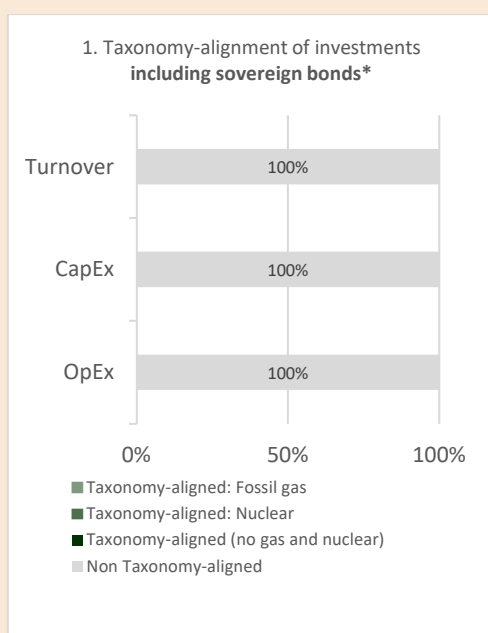 1. Taxonomy-alignment of investments
including sovereign bonds*
Turnover
100%
CapEx
100%
OpEx
100%
0%
50%
100%
Taxonomy-aligned: Fossil gas
Taxonomy-aligned: Nuclear
Taxonomy-aligned (no gas and nuclear)
Non Taxonomy-aligned